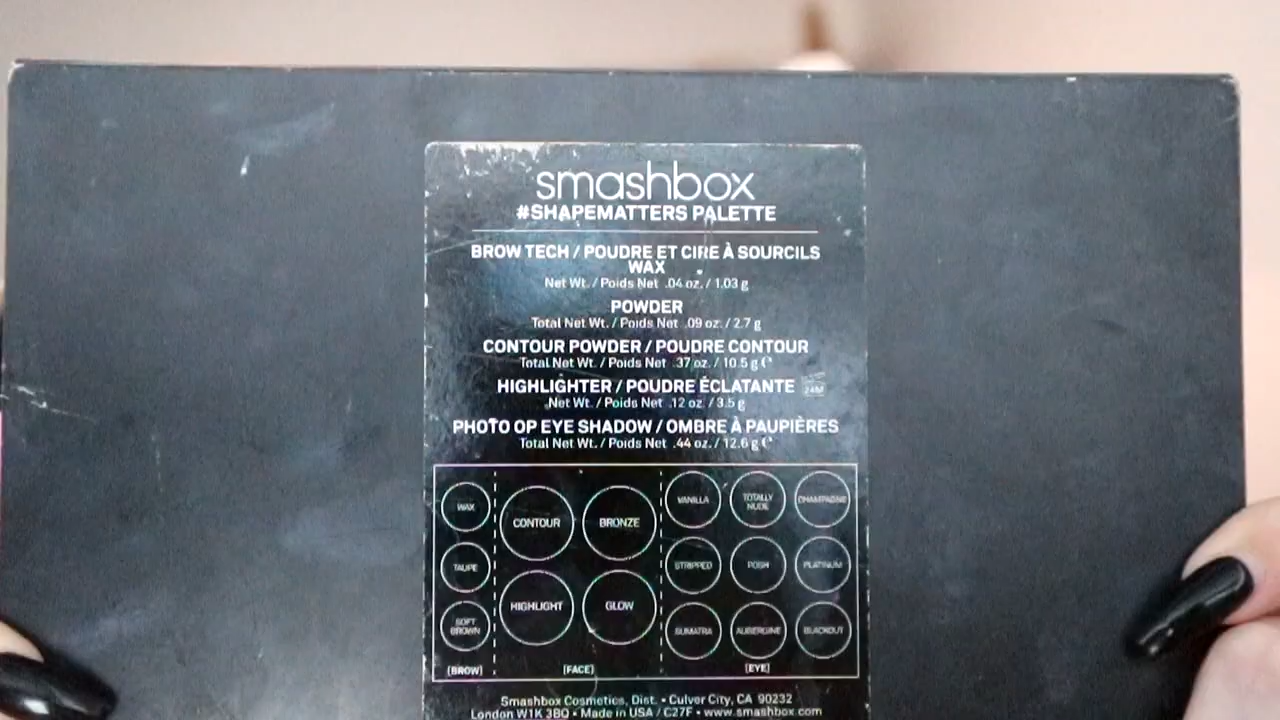 smashbox
#SHAPEMATTERS PALETTE
BROW TECH / POUDRE ET CIRE À SOURCILS
WAX
Net Wt. / Poids Net .04 oz. / 1.03 g
POWDER
Total Net Wt. / Poids Net .09 oz. / 2.7 g
CONTOUR POWDER / POUDRE CONTOUR
Total Net Wt. / Poids Net .37 oz. / 10.5 g ℮
HIGHLIGHTER / POUDRE ÉCLATANTE 24M
Net Wt. / Poids Net .12 oz. / 3.5 g
PHOTO OP EYE SHADOW / OMBRE À PAUPIÈRES
Total Net Wt. / Poids Net .44 oz. / 12.6 g ℮
WAX
CONTOUR
BRONZE
VANILLA
TOTALLY
NUDE
CHAMPAGNE
TAUPE
STRIPPED
POSH
PLATINUM
SOFT
BROWN
HIGHLIGHT
GLOW
SUMATRA
AUBERGINE
BLACKOUT
[BROW]
[FACE]
[EYE]
Smashbox Cosmetics, Dist. • Culver City, CA 90232
London W1K 3BQ • Made in USA / C27F • www.smashbox.com